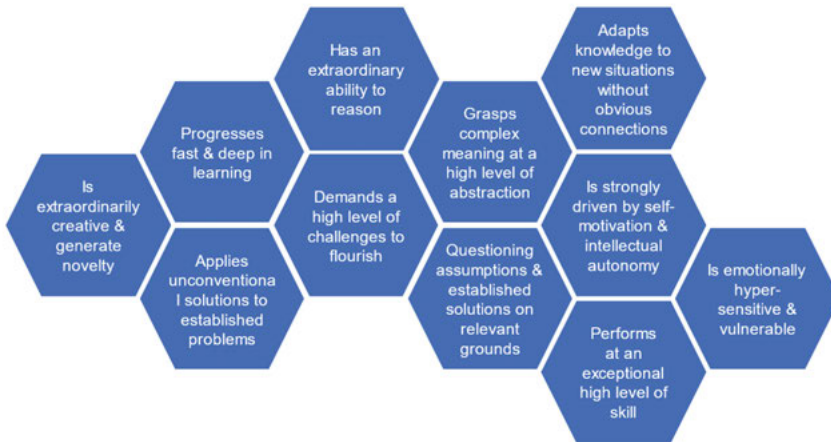 Is
extraordinarily
creative &
generate
novelty
Progresses
fast & deep in
learning
Applies
unconventiona
l solutions to
established
problems
Has an
extraordinary
ability to
reason
Demands a
high level of
challenges to
flourish
Grasps
complex
meaning at a
high level of
abstraction
Questioning
assumptions &
established
solutions on
relevant
grounds
Adapts
knowledge to
new situations
without
obvious
connections
Is strongly
driven by self-
motivation &
intellectual
autonomy
Performs
at an
exceptional
high level of
skill
Is emotionally
hyper-
sensitive &
vulnerable